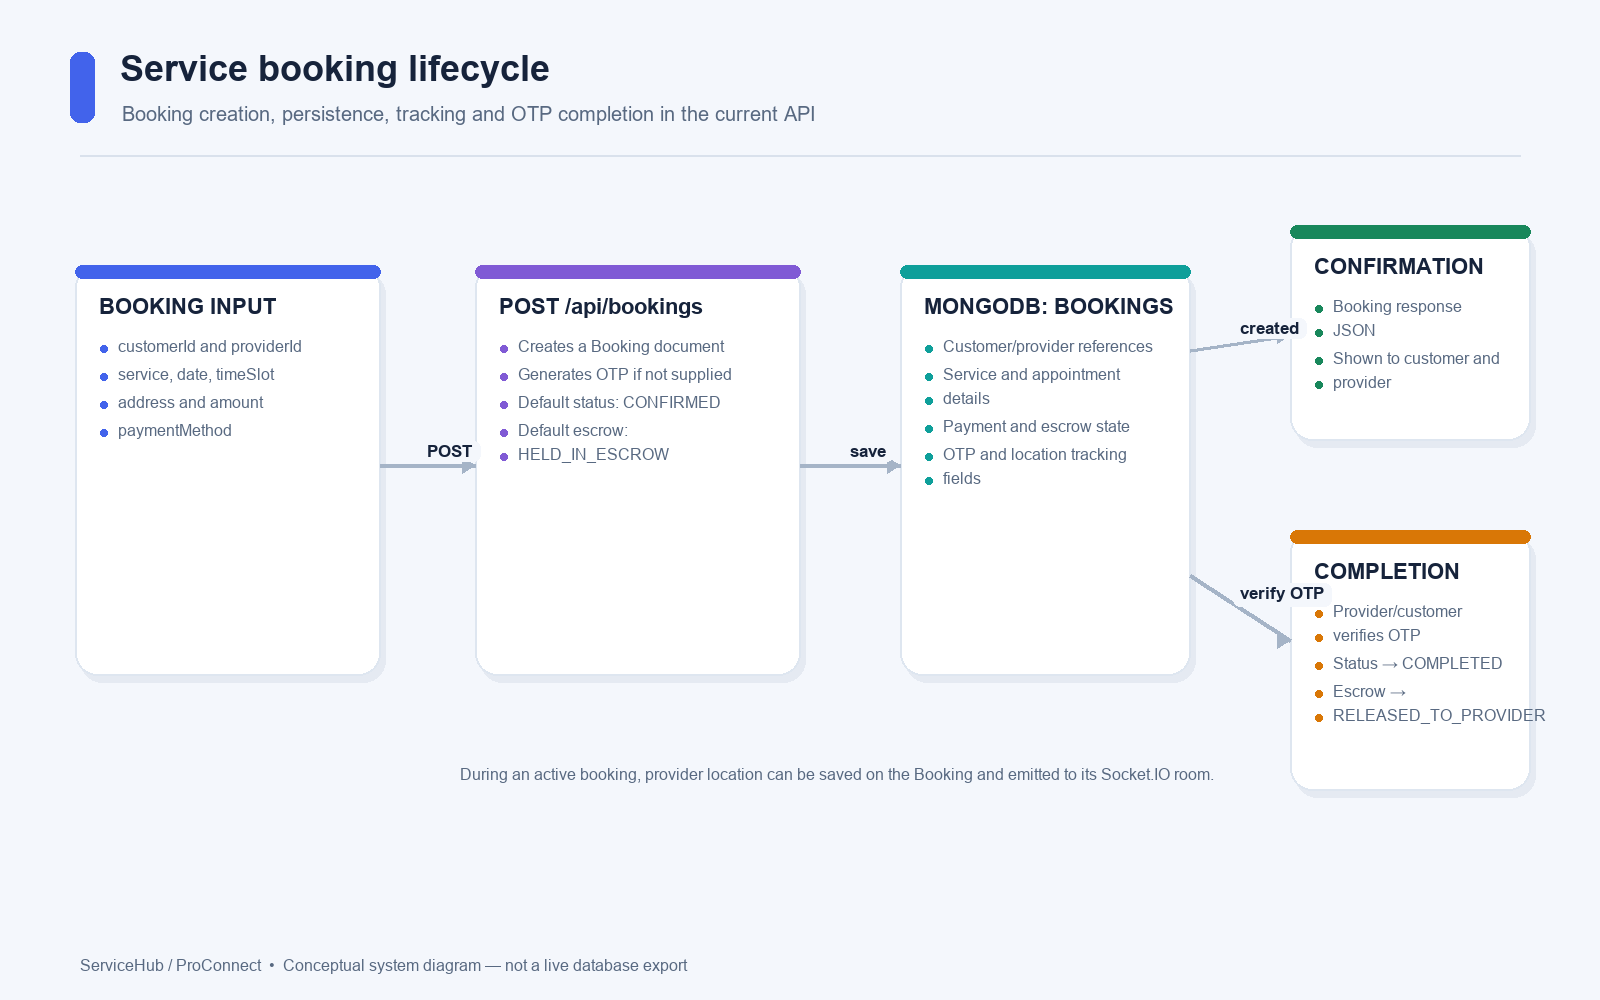 Service booking lifecycle
Booking creation, persistence, tracking and OTP completion in the current API
BOOKING INPUT
customerId and providerId
service, date, timeSlot
address and amount
paymentMethod
POST
POST /api/bookings
Creates a Booking document
Generates OTP if not supplied
Default status: CONFIRMED
Default escrow:
HELD_IN_ESCROW
save
MONGODB: BOOKINGS
Customer/provider references
Service and appointment
details
Payment and escrow state
OTP and location tracking
fields
created
CONFIRMATION
Booking response
JSON
Shown to customer and
provider
verify OTP
COMPLETION
Provider/customer
verifies OTP
Status → COMPLETED
Escrow →
RELEASED_TO_PROVIDER
During an active booking, provider location can be saved on the Booking and emitted to its Socket.IO room.
ServiceHub / ProConnect • Conceptual system diagram — not a live database export